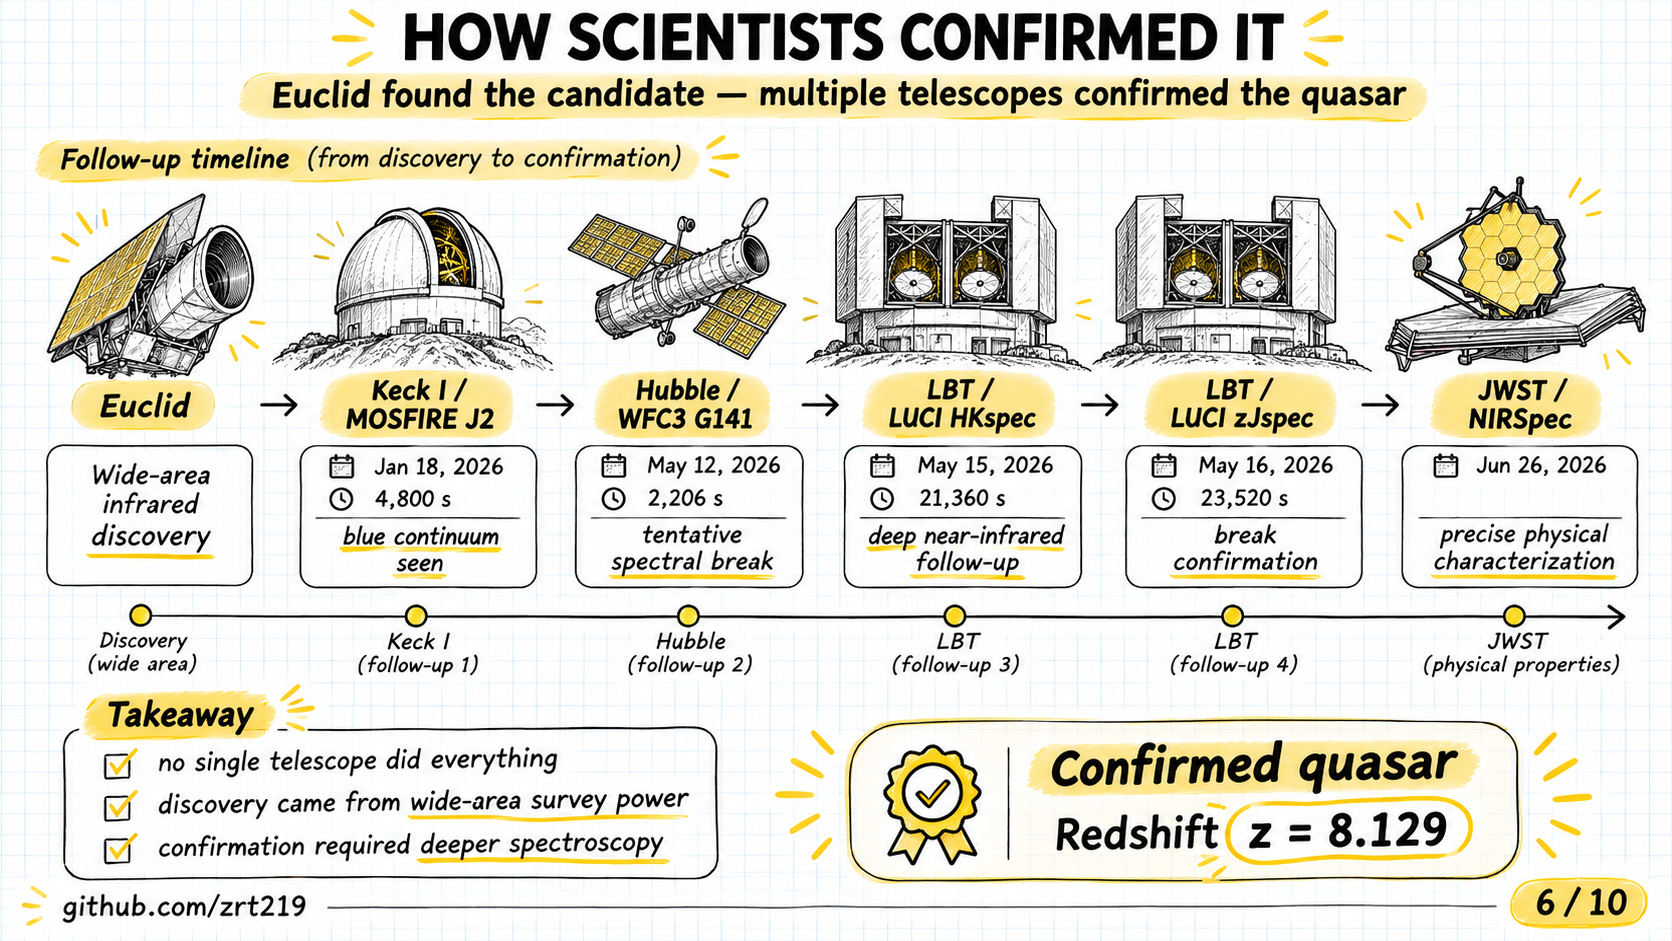 HOW SCIENTISTS CONFIRMED IT
Euclid found the candidate — multiple telescopes confirmed the quasar
Follow-up timeline (from discovery to confirmation)
Euclid
Wide-area
infrared
discovery
Keck I /
MOSFIRE J2
Jan 18, 2026
4,800 s
blue continuum
seen
Hubble /
WFC3 G141
May 12, 2026
2,206 s
tentative
spectral break
LBT /
LUCI HKspec
May 15, 2026
21,360 s
deep near-infrared
follow-up
LBT /
LUCI zJspec
May 16, 2026
23,520 s
break
confirmation
JWST /
NIRSpec
Jun 26, 2026
precise physical
characterization
Discovery
(wide area)
Keck I
(follow-up 1)
Hubble
(follow-up 2)
LBT
(follow-up 3)
LBT
(follow-up 4)
JWST
(physical properties)
Takeaway
no single telescope did everything
discovery came from wide-area survey power
confirmation required deeper spectroscopy
Confirmed quasar
Redshift z = 8.129
github.com/zrt219
6 / 10